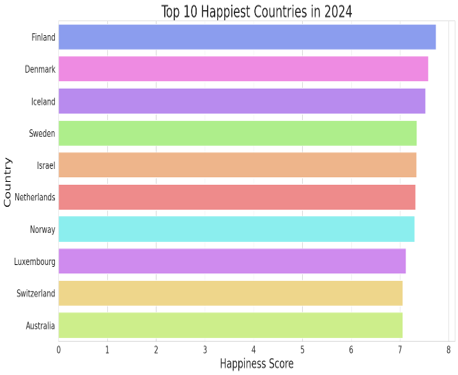 Top 10 Happiest Countries in 2024
Country
Finland
Denmark
Iceland
Sweden
Israel
Netherlands
Norway
Luxembourg
Switzerland
Australia
0 1 2 3 4 5 6 7 8
Happiness Score